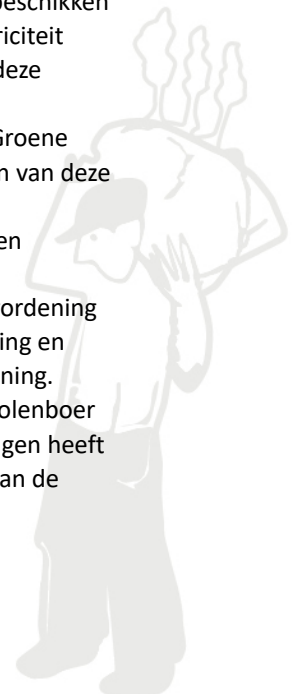 beschikken
riciteit
deze
Groene
n van deze
en
ordening
ing en
ning.
olenboer
gen heeft
an de